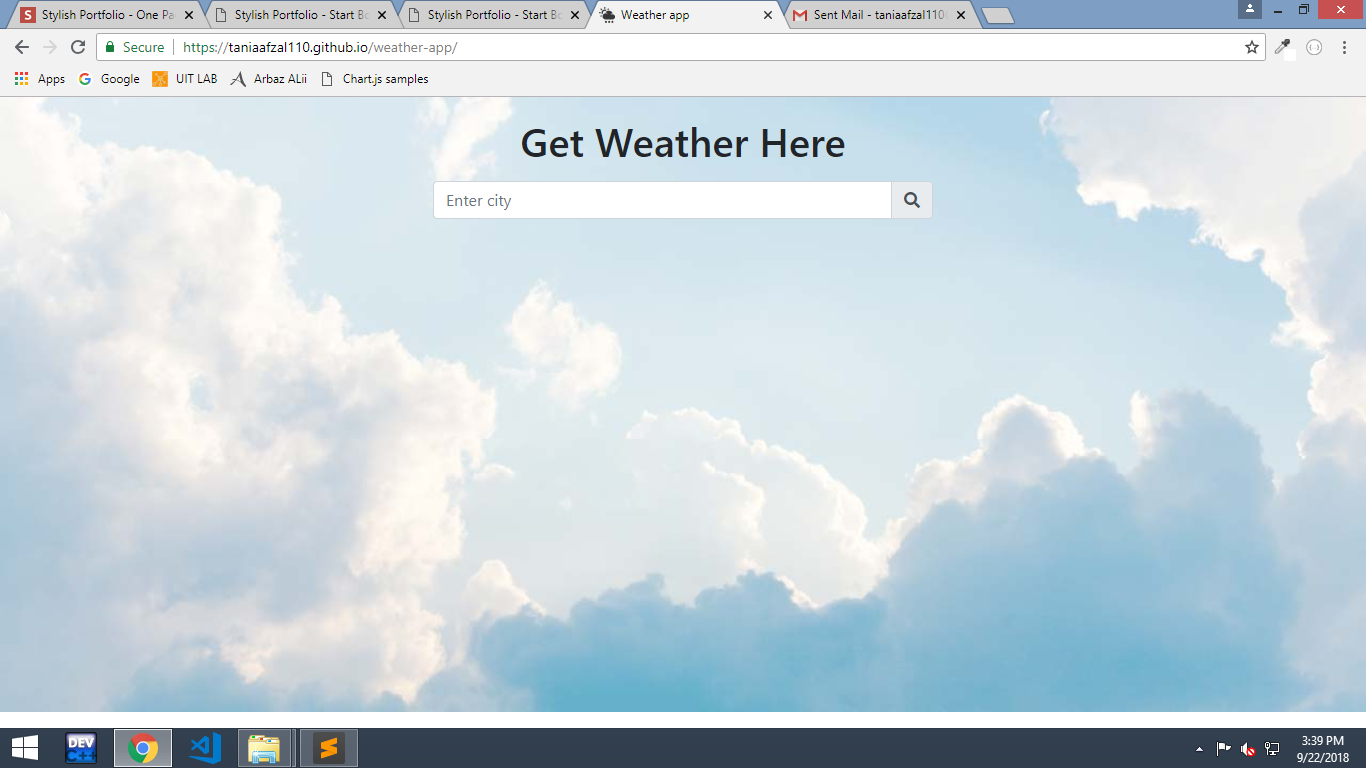 Stylish Portfolio - One Pa
Stylish Portfolio - Start Bo
Stylish Portfolio - Start Bo
Weather app
Sent Mail - taniaafzal110
Secure
https://taniaafzal110.github.io/weather-app/
Apps
Google
UIT LAB
Arbaz ALii
Chart.js samples
Get Weather Here
Enter city
DEV
C++
3:39 PM
9/22/2018